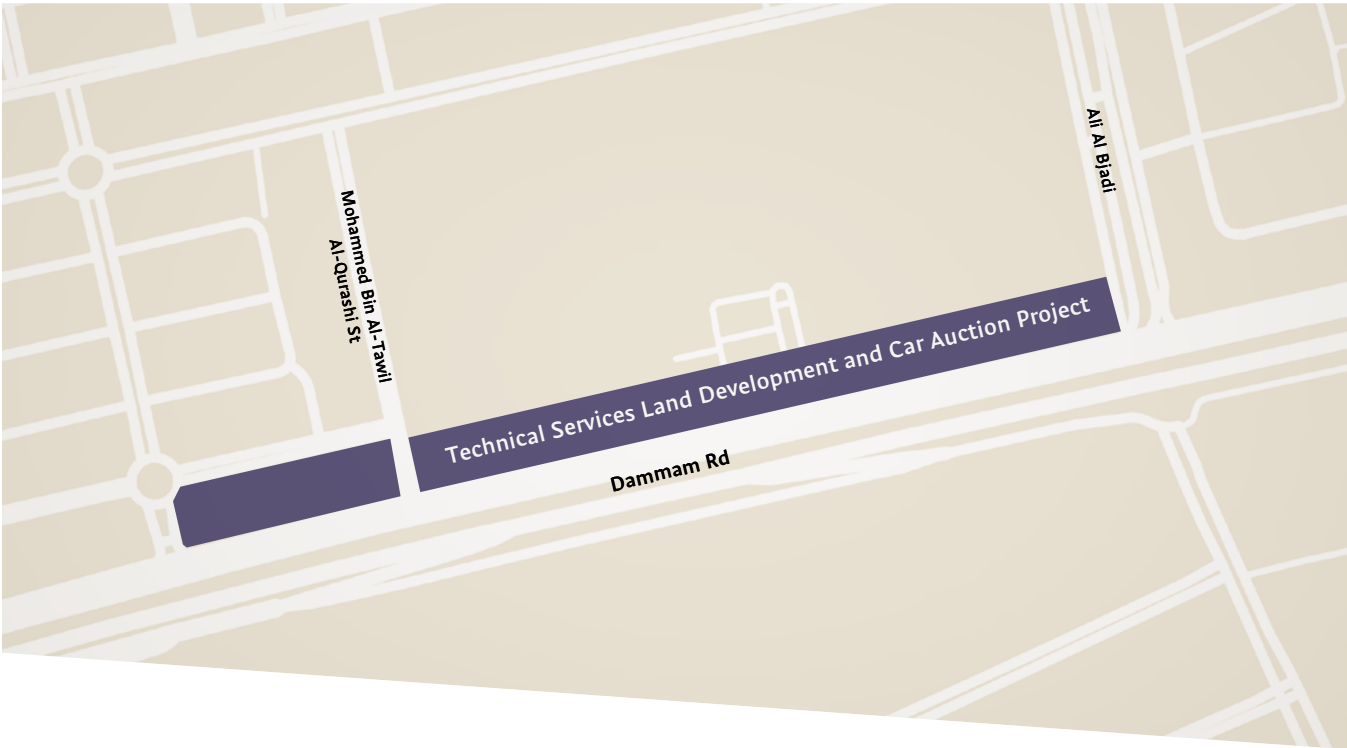 Ali Al Bjadi
Mohammed Bin Al-Tawil
Al-Qurashi St
Technical Services Land Development and Car Auction Project
Dammam Rd